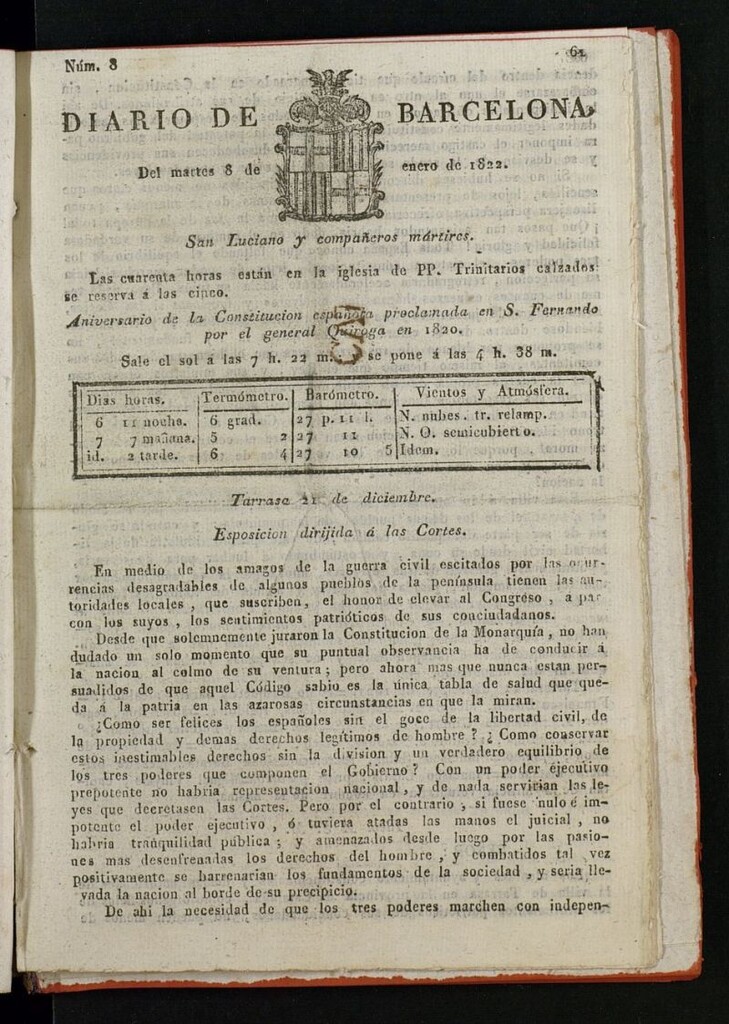 Núm. 8
61
DIARIO DE BARCELONA,
Del martes 8 de enero de 1822.
San Luciano y compañeros mártires.
Las cuarenta horas están en la iglesia de PP. Trinitarios calzados:
se reserva á las cinco.
Aniversario de la Constitucion española proclamada en S. Fernando
por el general Quiroga en 1820.
Sale el sol á las 7 h. 22 m.; y se pone á las 4 h. 38 m.
Dias horas. Termómetro. Barómetro. Vientos y Atmósfera.
6 11 noche. 6 grad. 27 p. 11 l. N. nubes. tr. relamp.
7 7 mañana. 5 2 27 11 N. O. semicubierto.
id. 2 tarde. 6 4 27 10 5 Idem.
Tarrasa 21 de diciembre.
Esposicion dirijida á las Cortes.
En medio de los amagos de la guerra civil escitados por las ocur-
rencias desagradables de algunos pueblos de la península tienen las au-
toridades locales, que suscriben, el honor de elevar al Congreso, a par
con los suyos, los sentimientos patrióticos de sus conciudadanos.
Desde que solemnemente juraron la Constitucion de la Monarquía, no han
dudado un solo momento que su puntual observancia ha de conducir á
la nacion al colmo de su ventura; pero ahora mas que nunca estan per-
suadidos de que aquel Código sabio es la única tabla de salud que que-
da á la patria en las azarosas circunstancias en que la miran.
¿Como ser felices los españoles sin el goce de la libertad civil, de
la propiedad y demas derechos legítimos de hombre? ¿Como conservar
estos inestimables derechos sin la division y un verdadero equilibrio de
los tres poderes que componen el Gobierno? Con un poder ejecutivo
prepotente no habria representacion nacional, y de nada servirian las le-
yes que decretasen las Cortes. Pero por el contrario, si fuese nulo é im-
potente el poder ejecutivo, ó tuviera atadas las manos el juicial, no
habria tranquilidad pública; y amenazados desde luego por las pasio-
nes mas desenfrenadas los derechos del hombre, y combatidos tal vez
positivamente se barrenarian los fundamentos de la sociedad, y seria lle-
vada la nacion al borde de su precipicio.
De ahi la necesidad de que los tres poderes marchen con indepen-